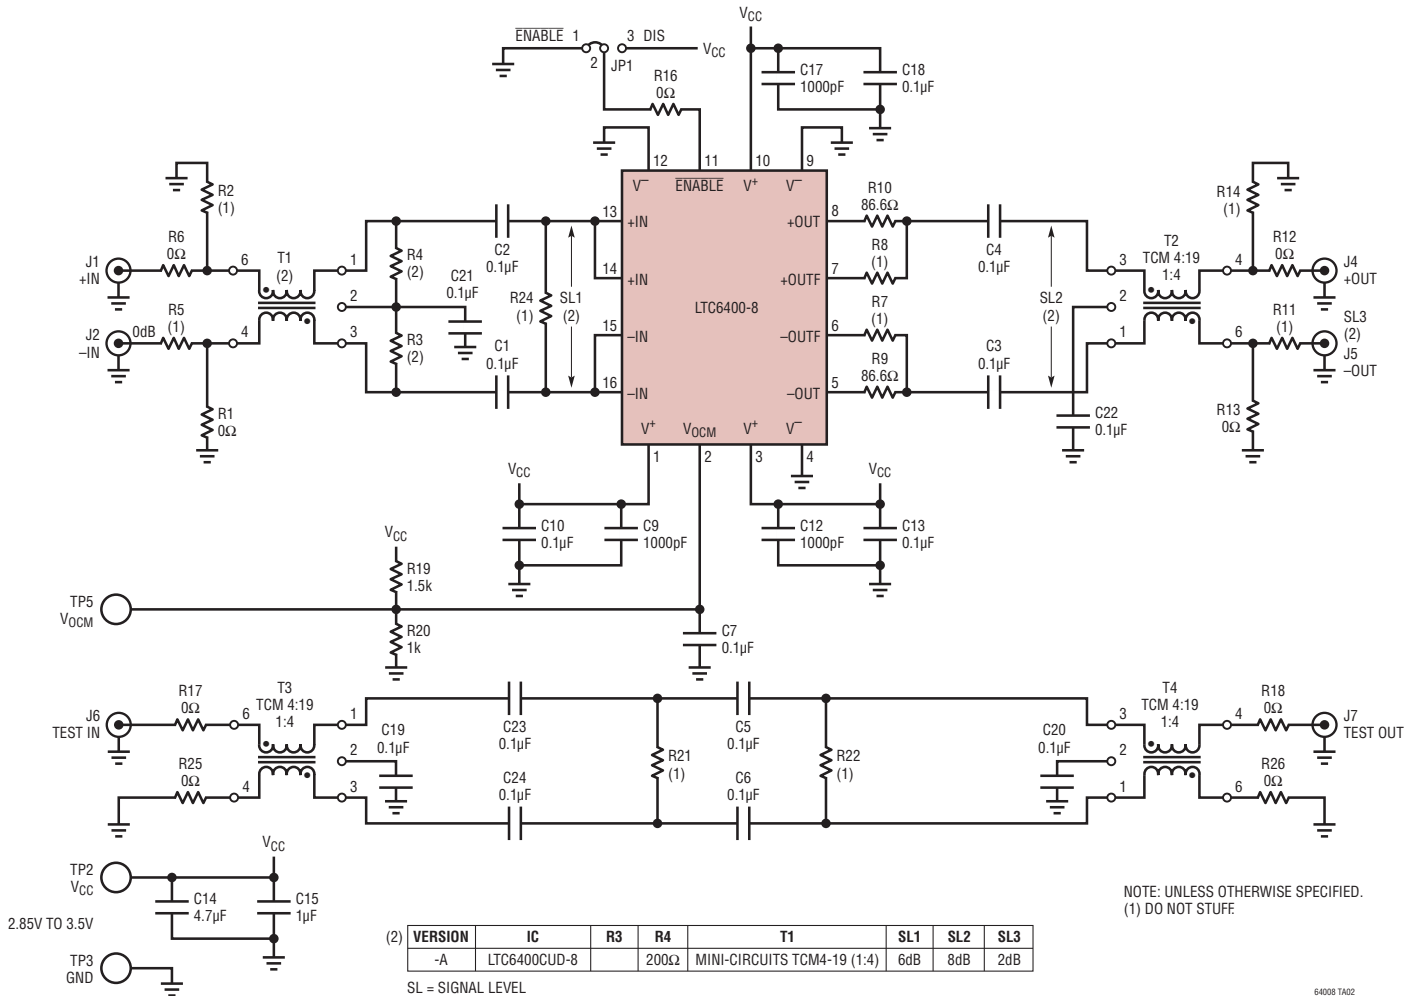 VCC
ENABLE 1
3 DIS
VCC
2
JP1
R16
0Ω
C17
1000pF
C18
0.1µF
12
11
10
9
V–
ENABLE
V+
V–
R2
(1)
R6
0Ω
J1
+IN
6
T1
(2)
1
R4
(2)
C2
0.1µF
C21
0.1µF
2
R24
(1)
SL1
(2)
13
+IN
14
+IN
15
–IN
16
–IN
LTC6400-8
+OUT
8
+OUTF
7
–OUTF
6
–OUT
5
R10
86.6Ω
R8
(1)
R7
(1)
R9
86.6Ω
C4
0.1µF
SL2
(2)
R14
(1)
T2
TCM 4:19
1:4
3
4
R12
0Ω
J4
+OUT
2
J2
–IN
0dB
R5
(1)
4
3
R3
(2)
C1
0.1µF
C3
0.1µF
1
6
R11
(1)
SL3
(2)
J5
–OUT
R1
0Ω
C22
0.1µF
R13
0Ω
V+
VOCM
V+
V–
1
2
3
4
VCC
VCC
C10
0.1µF
C9
1000pF
C12
1000pF
C13
0.1µF
VCC
R19
1.5k
TP5
VOCM
R20
1k
C7
0.1µF
R17
0Ω
T3
TCM 4:19
1:4
J6
TEST IN
6
1
C19
0.1µF
2
C23
0.1µF
C5
0.1µF
R21
(1)
R22
(1)
C20
0.1µF
T4
TCM 4:19
1:4
R18
0Ω
3
4
J7
TEST OUT
2
R25
0Ω
4
3
C24
0.1µF
C6
0.1µF
1
6
R26
0Ω
VCC
TP2
VCC
C14
4.7µF
C15
1µF
2.85V TO 3.5V
TP3
GND
NOTE: UNLESS OTHERWISE SPECIFIED.
(1) DO NOT STUFF.
(2) VERSION IC R3 R4 T1 SL1 SL2 SL3
-A LTC6400CUD-8 200Ω MINI-CIRCUITS TCM4-19 (1:4) 6dB 8dB 2dB
SL = SIGNAL LEVEL
64008 TA02